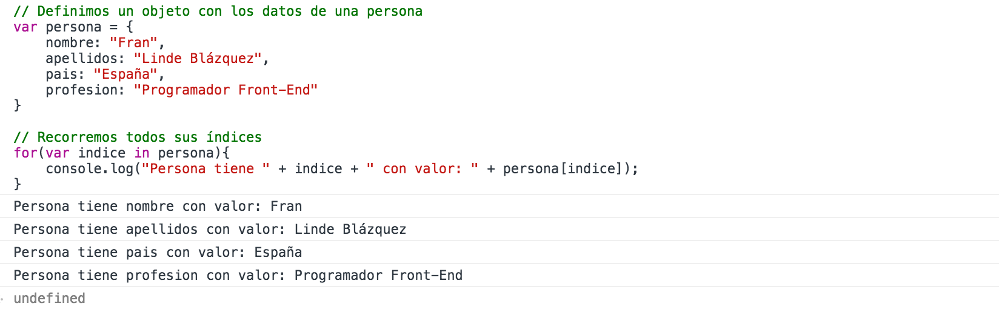 // Definimos un objeto con los datos de una persona
var persona = {
    nombre: "Fran",
    apellidos: "Linde Blázquez",
    pais: "España",
    profesion: "Programador Front-End"
}

// Recorremos todos sus índices
for(var indice in persona){
    console.log("Persona tiene " + indice + " con valor: " + persona[indice]);
}
Persona tiene nombre con valor: Fran
Persona tiene apellidos con valor: Linde Blázquez
Persona tiene pais con valor: España
Persona tiene profesion con valor: Programador Front-End
undefined